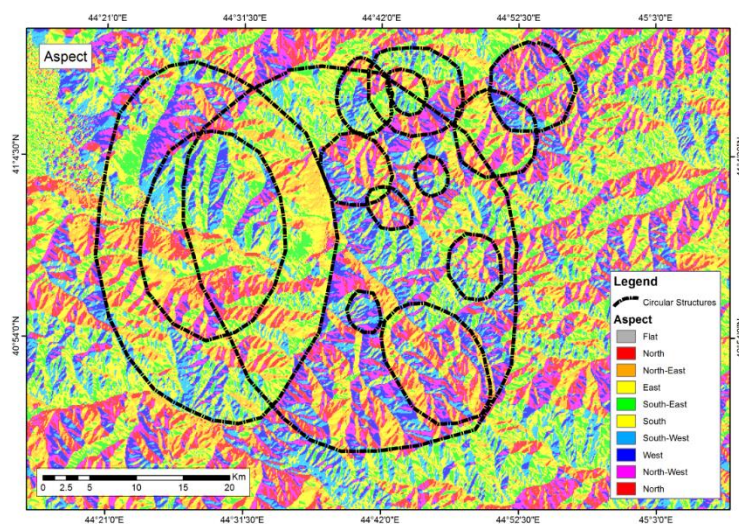 44°21'0"E 44°31'30"E 44°42'0"E 44°52'30"E 45°3'0"E
Aspect
41°4'30"N
40°54'0"N
Legend
Circular Structures
Aspect
Flat
North
North-East
East
South-East
South
South-West
West
North-West
North
Km
0 2.5 5 10 15 20
44°21'0"E 44°31'30"E 44°42'0"E 44°52'30"E 45°3'0"E